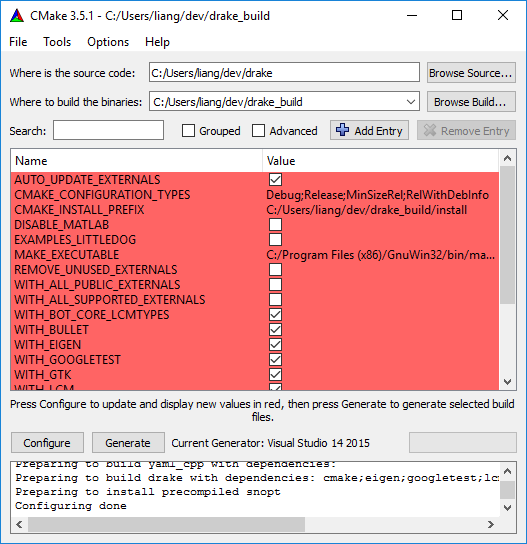 CMake 3.5.1 - C:/Users/liang/dev/drake_build
File Tools Options Help
Where is the source code: C:/Users/liang/dev/drake Browse Source...
Where to build the binaries: C:/Users/liang/dev/drake_build Browse Build...
Search: Grouped Advanced Add Entry Remove Entry
Name Value
AUTO_UPDATE_EXTERNALS
CMAKE_CONFIGURATION_TYPES Debug;Release;MinSizeRel;RelWithDebInfo
CMAKE_INSTALL_PREFIX C:/Users/liang/dev/drake_build/install
DISABLE_MATLAB
EXAMPLES_LITTLEDOG
MAKE_EXECUTABLE C:/Program Files (x86)/GnuWin32/bin/ma...
REMOVE_UNUSED_EXTERNALS
WITH_ALL_PUBLIC_EXTERNALS
WITH_ALL_SUPPORTED_EXTERNALS
WITH_BOT_CORE_LCMTYPES
WITH_BULLET
WITH_EIGEN
WITH_GOOGLETEST
WITH_GTK
WITH_LCM
Press Configure to update and display new values in red, then press Generate to generate selected build
files.
Configure Generate Current Generator: Visual Studio 14 2015
Preparing to build yaml_cpp with dependencies:
Preparing to build drake with dependencies: cmake;eigen;googletest;lcm
Preparing to install precompiled snopt
Configuring done